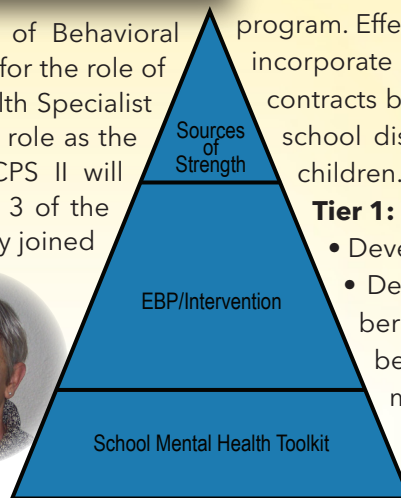 of Behavioral
for the role of
lth Specialist
role as the
CPS II will
3 of the
y joined
Sources
of
Strength
EBP/Intervention
School Mental Health Toolkit
program. Effe
incorporate
contracts b
school dis
children.
Tier 1:
• Deve
• De
ber
be
m